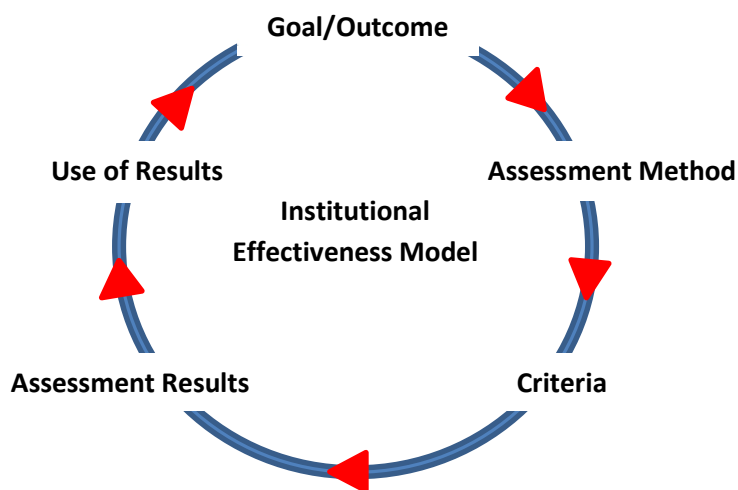 Goal/Outcome
Use of Results
Assessment Method
Institutional
Effectiveness Model
Assessment Results
Criteria